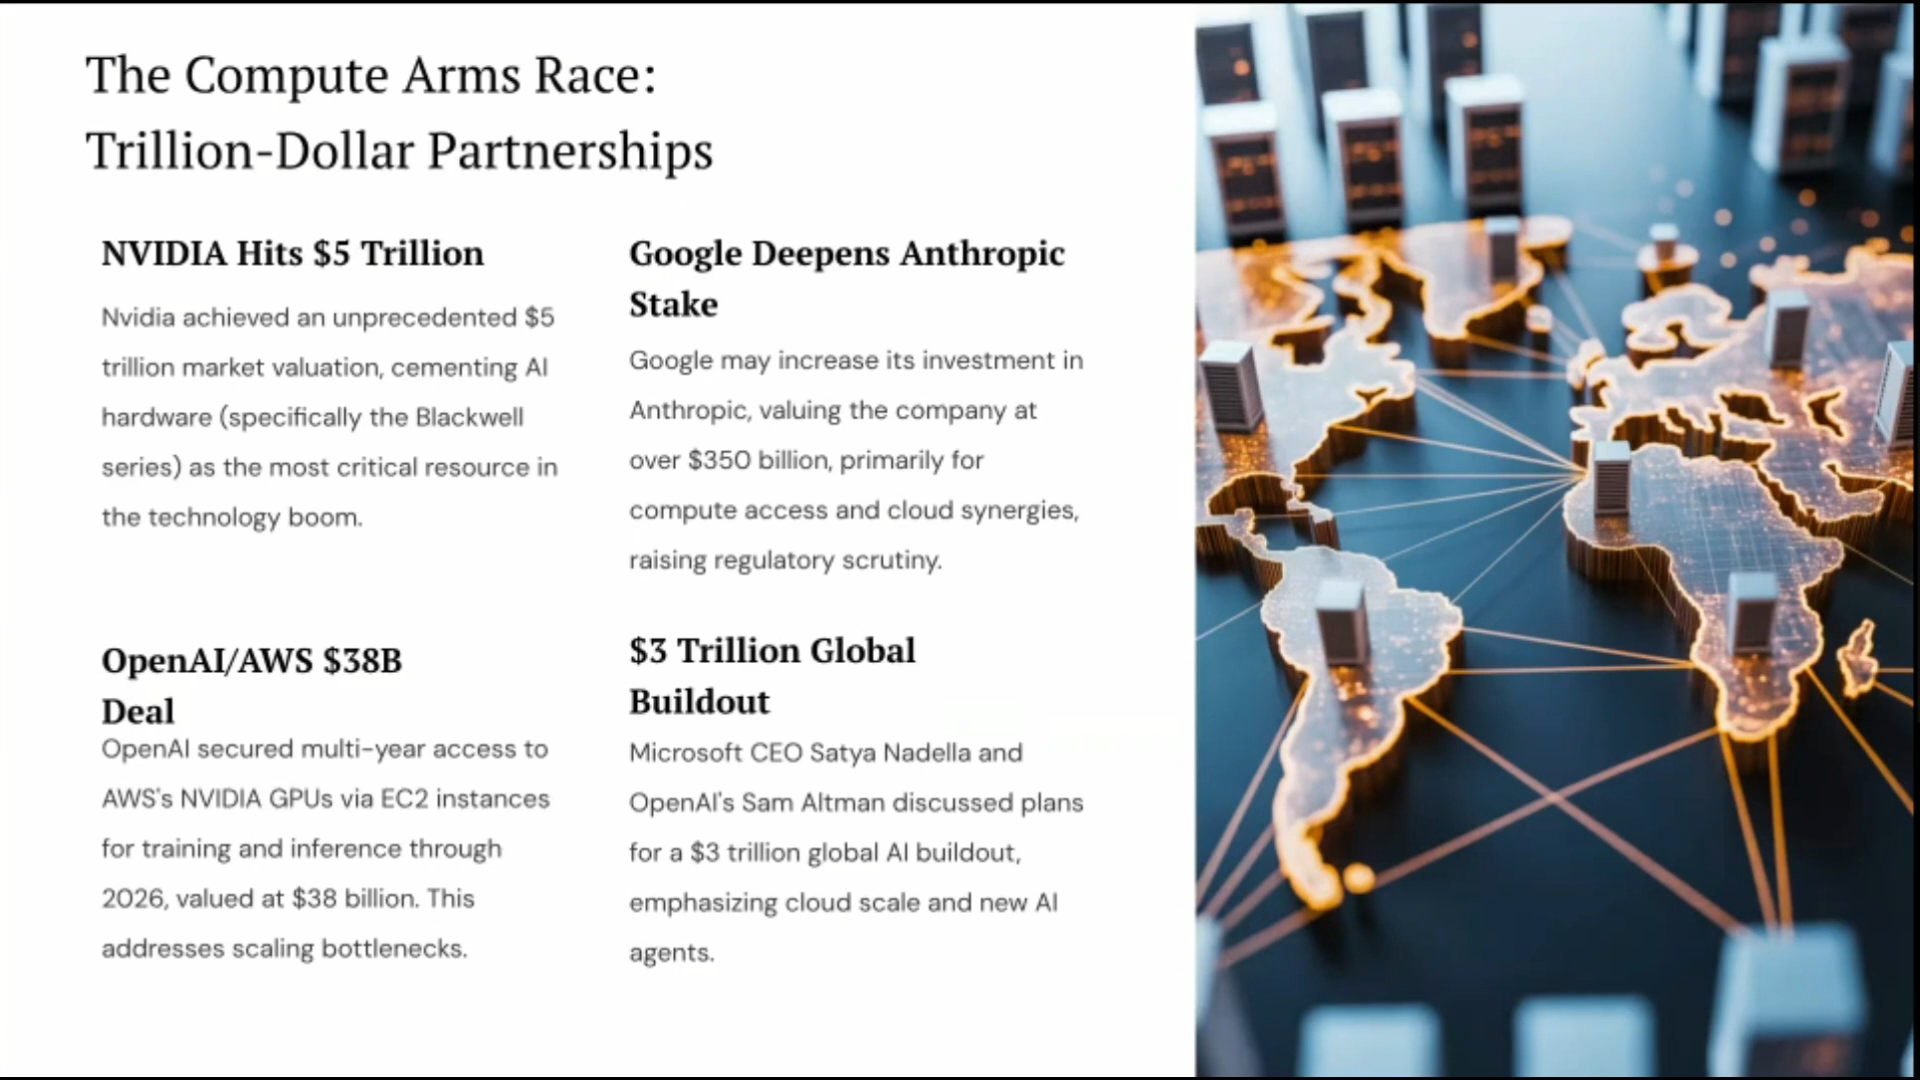 The Compute Arms Race:
Trillion-Dollar Partnerships
NVIDIA Hits $5 Trillion
Nvidia achieved an unprecedented $5
trillion market valuation, cementing AI
hardware (specifically the Blackwell
series) as the most critical resource in
the technology boom.
Google Deepens Anthropic
Stake
Google may increase its investment in
Anthropic, valuing the company at
over $350 billion, primarily for
compute access and cloud synergies,
raising regulatory scrutiny.
OpenAI/AWS $38B
Deal
OpenAI secured multi-year access to
AWS's NVIDIA GPUs via EC2 instances
for training and inference through
2026, valued at $38 billion. This
addresses scaling bottlenecks.
$3 Trillion Global
Buildout
Microsoft CEO Satya Nadella and
OpenAI's Sam Altman discussed plans
for a $3 trillion global AI buildout,
emphasizing cloud scale and new AI
agents.